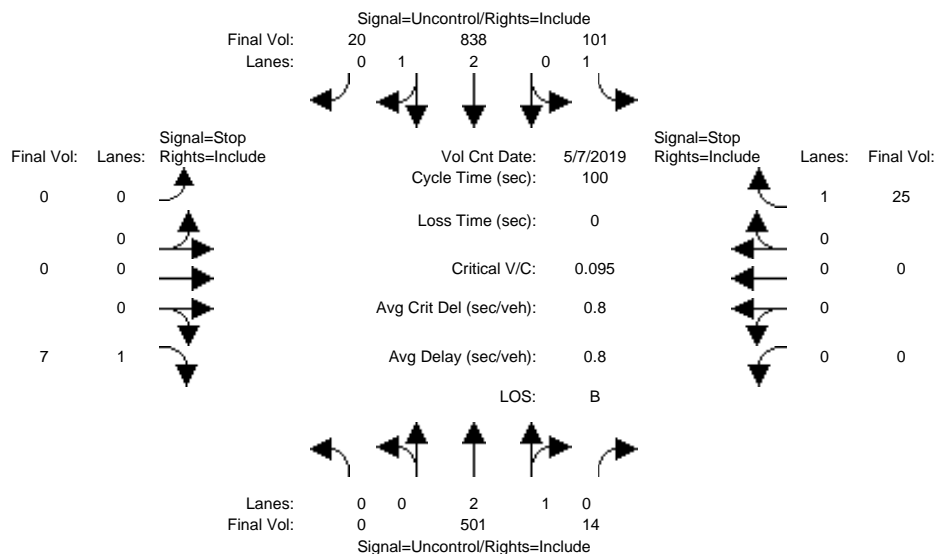 Signal=Uncontrol/Rights=Include
Final Vol: 20 838 101
Lanes: 0 1 2 0 1
Signal=Stop
Final Vol: Lanes: Rights=Include
Vol Cnt Date: 5/7/2019
Signal=Stop
Rights=Include Lanes: Final Vol:
Cycle Time (sec): 100
0 0
1 25
Loss Time (sec): 0
0
0
0 0
Critical V/C: 0.095
0 0
0
Avg Crit Del (sec/veh): 0.8
0
7 1
Avg Delay (sec/veh): 0.8
0 0
LOS: B
Lanes: 0 0 2 1 0
Final Vol: 0 501 14
Signal=Uncontrol/Rights=Include